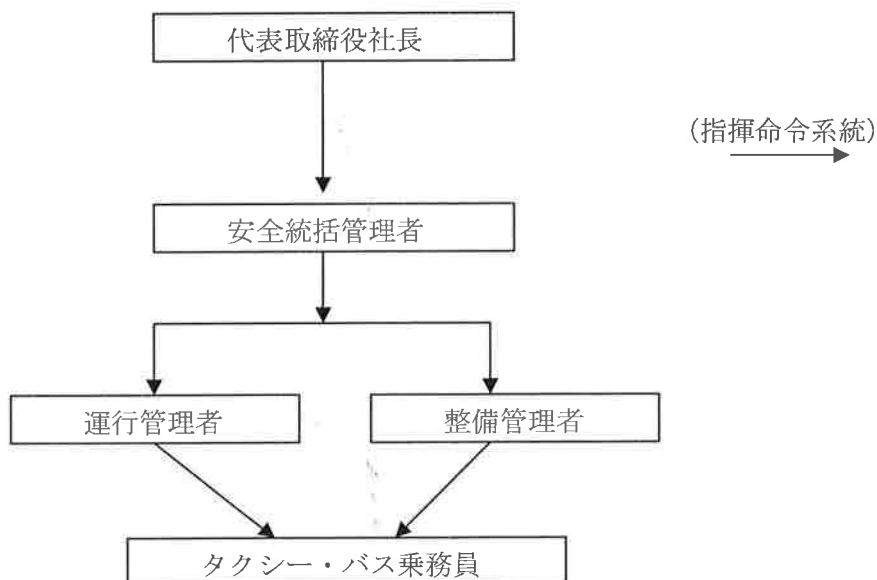 代表取締役社長
（指揮命令系統）
安全統括管理者
運行管理者
整備管理者
タクシー・バス乗務員